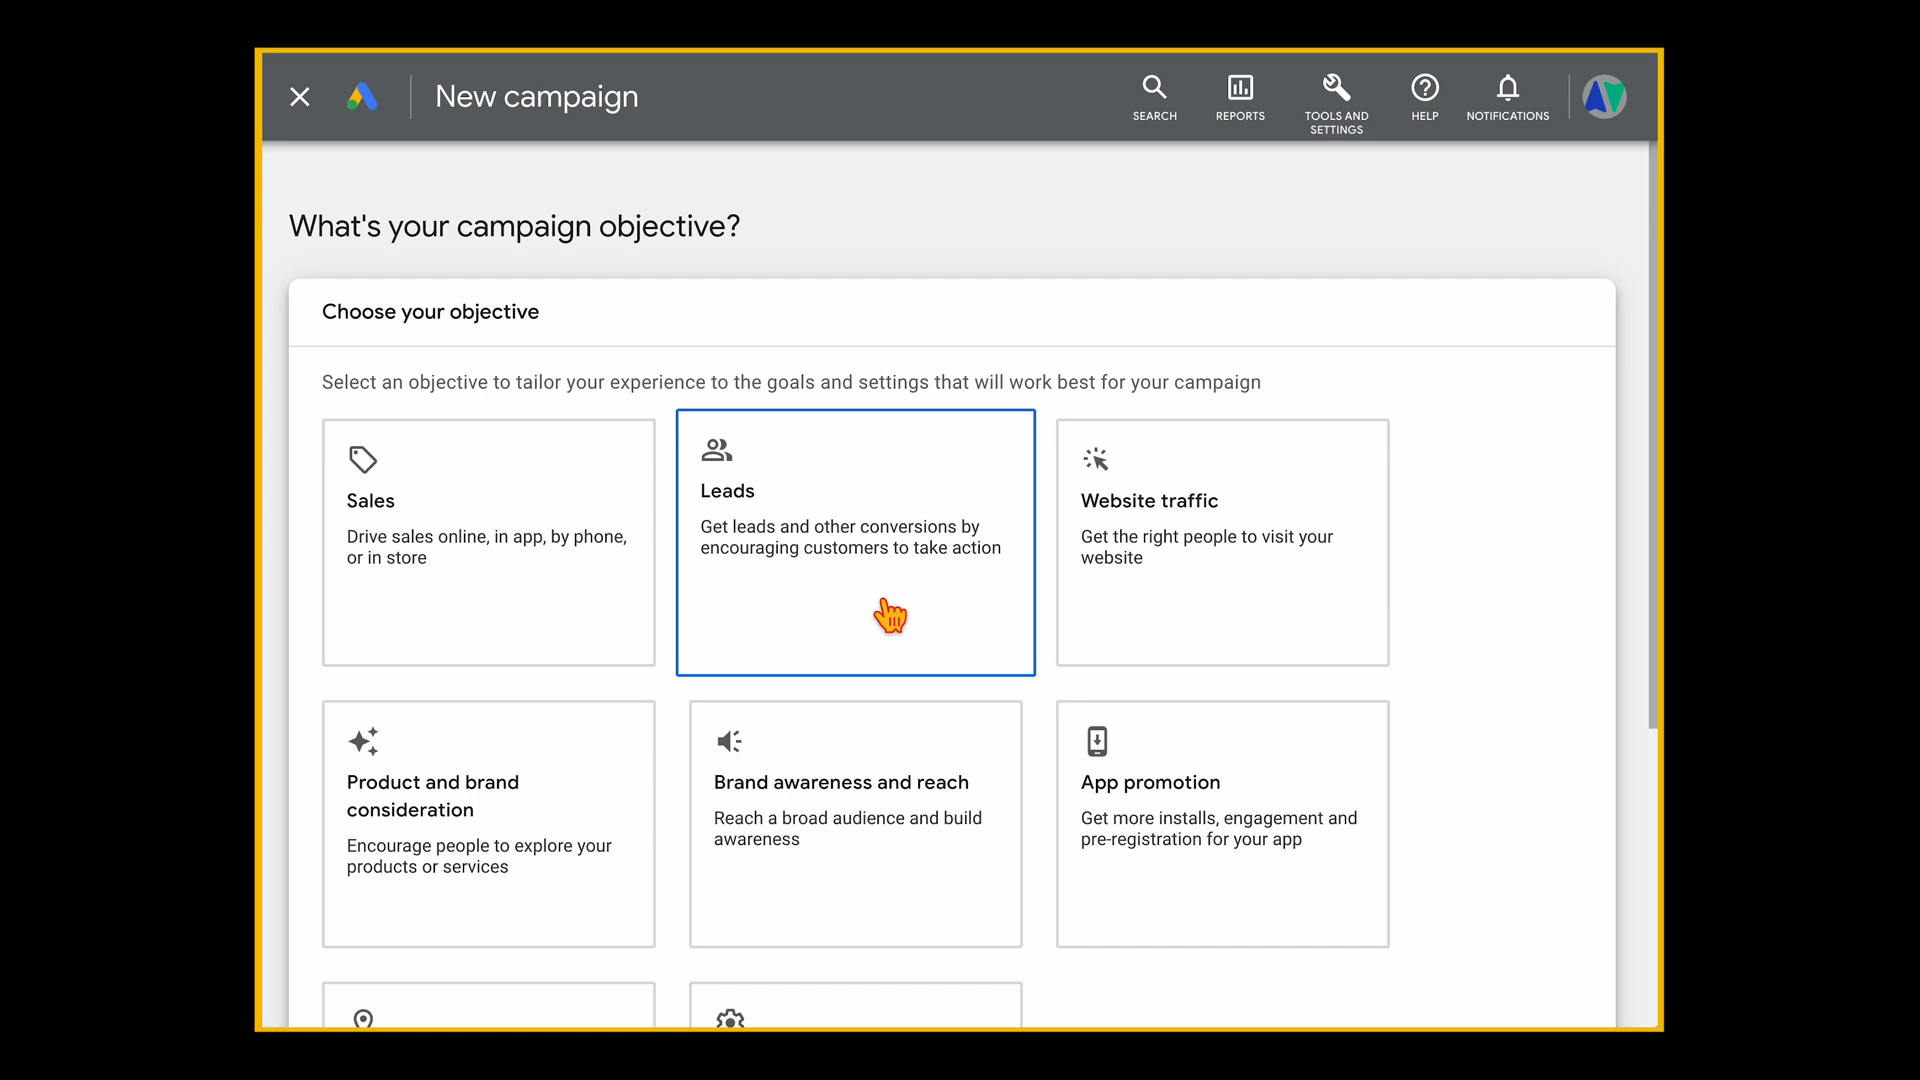 New campaign
SEARCH
REPORTS
TOOLS AND
SETTINGS
HELP
NOTIFICATIONS
What's your campaign objective?
Choose your objective
Select an objective to tailor your experience to the goals and settings that will work best for your campaign
Sales
Drive sales online, in app, by phone,
or in store
Leads
Get leads and other conversions by
encouraging customers to take action
Website traffic
Get the right people to visit your
website
Product and brand
consideration
Encourage people to explore your
products or services
Brand awareness and reach
Reach a broad audience and build
awareness
App promotion
Get more installs, engagement and
pre-registration for your app